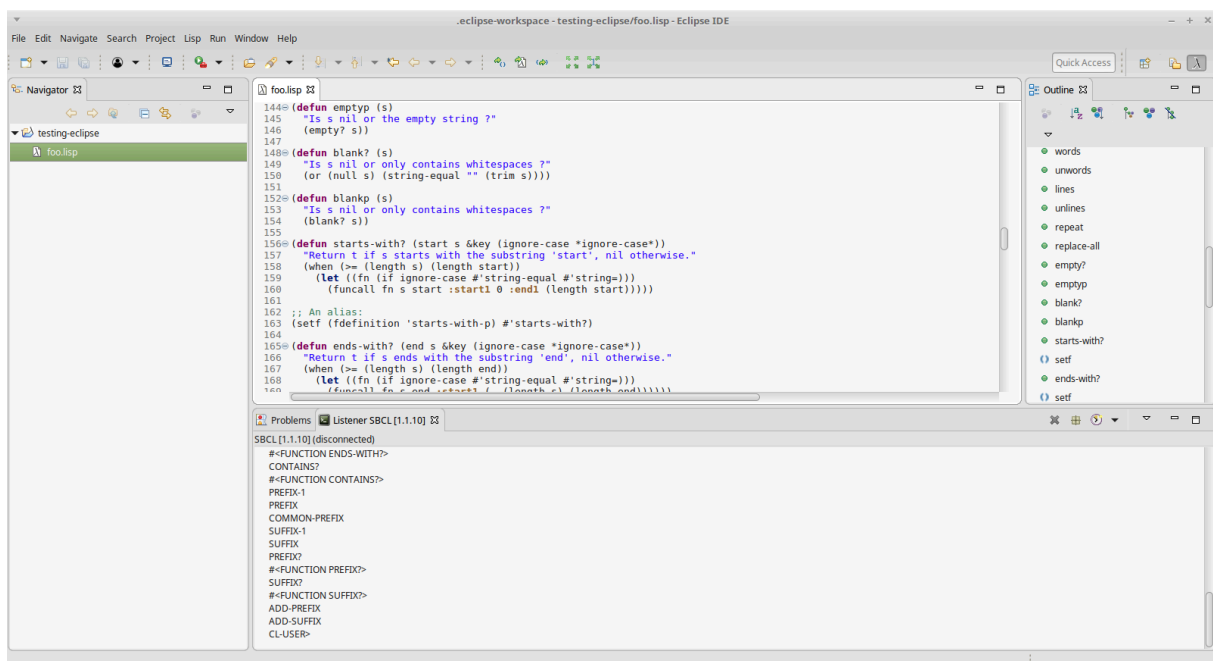 .eclipse-workspace - testing-eclipse/foo.lisp - Eclipse IDE
File Edit Navigate Search Project Lisp Run Window Help
Quick Access
Navigator
testing-eclipse
foo.lisp
foo.lisp
144 (defun emptyp (s)
145 "Is s nil or the empty string ?"
146 (empty? s))
147
148 (defun blank? (s)
149 "Is s nil or only contains whitespaces ?"
150 (or (null s) (string-equal "" (trim s))))
151
152 (defun blankp (s)
153 "Is s nil or only contains whitespaces ?"
154 (blank? s))
155
156 (defun starts-with? (start s &key (ignore-case *ignore-case*))
157 "Return t if s starts with the substring 'start', nil otherwise."
158 (when (>= (length s) (length start))
159 (let ((fn (if ignore-case #'string-equal #'string=)))
160 (funcall fn s start :start1 0 :end1 (length start)))))
161
162 ;; An alias:
163 (setf (fdefinition 'starts-with-p) #'starts-with?)
164
165 (defun ends-with? (end s &key (ignore-case *ignore-case*))
166 "Return t if s ends with the substring 'end', nil otherwise."
167 (when (>= (length s) (length end))
168 (let ((fn (if ignore-case #'string-equal #'string=)))
169 (funcall fn s end :start1 (- (length s) (length end))))))
Outline
words
unwords
lines
unlines
repeat
replace-all
empty?
emptyp
blank?
blankp
starts-with?
setf
ends-with?
setf
Problems Listener SBCL [1.1.10]
SBCL [1.1.10] (disconnected)
#<FUNCTION ENDS-WITH?>
CONTAINS?
#<FUNCTION CONTAINS?>
PREFIX-1
PREFIX
COMMON-PREFIX
SUFFIX-1
SUFFIX
PREFIX?
#<FUNCTION PREFIX?>
SUFFIX?
#<FUNCTION SUFFIX?>
ADD-PREFIX
ADD-SUFFIX
CL-USER>